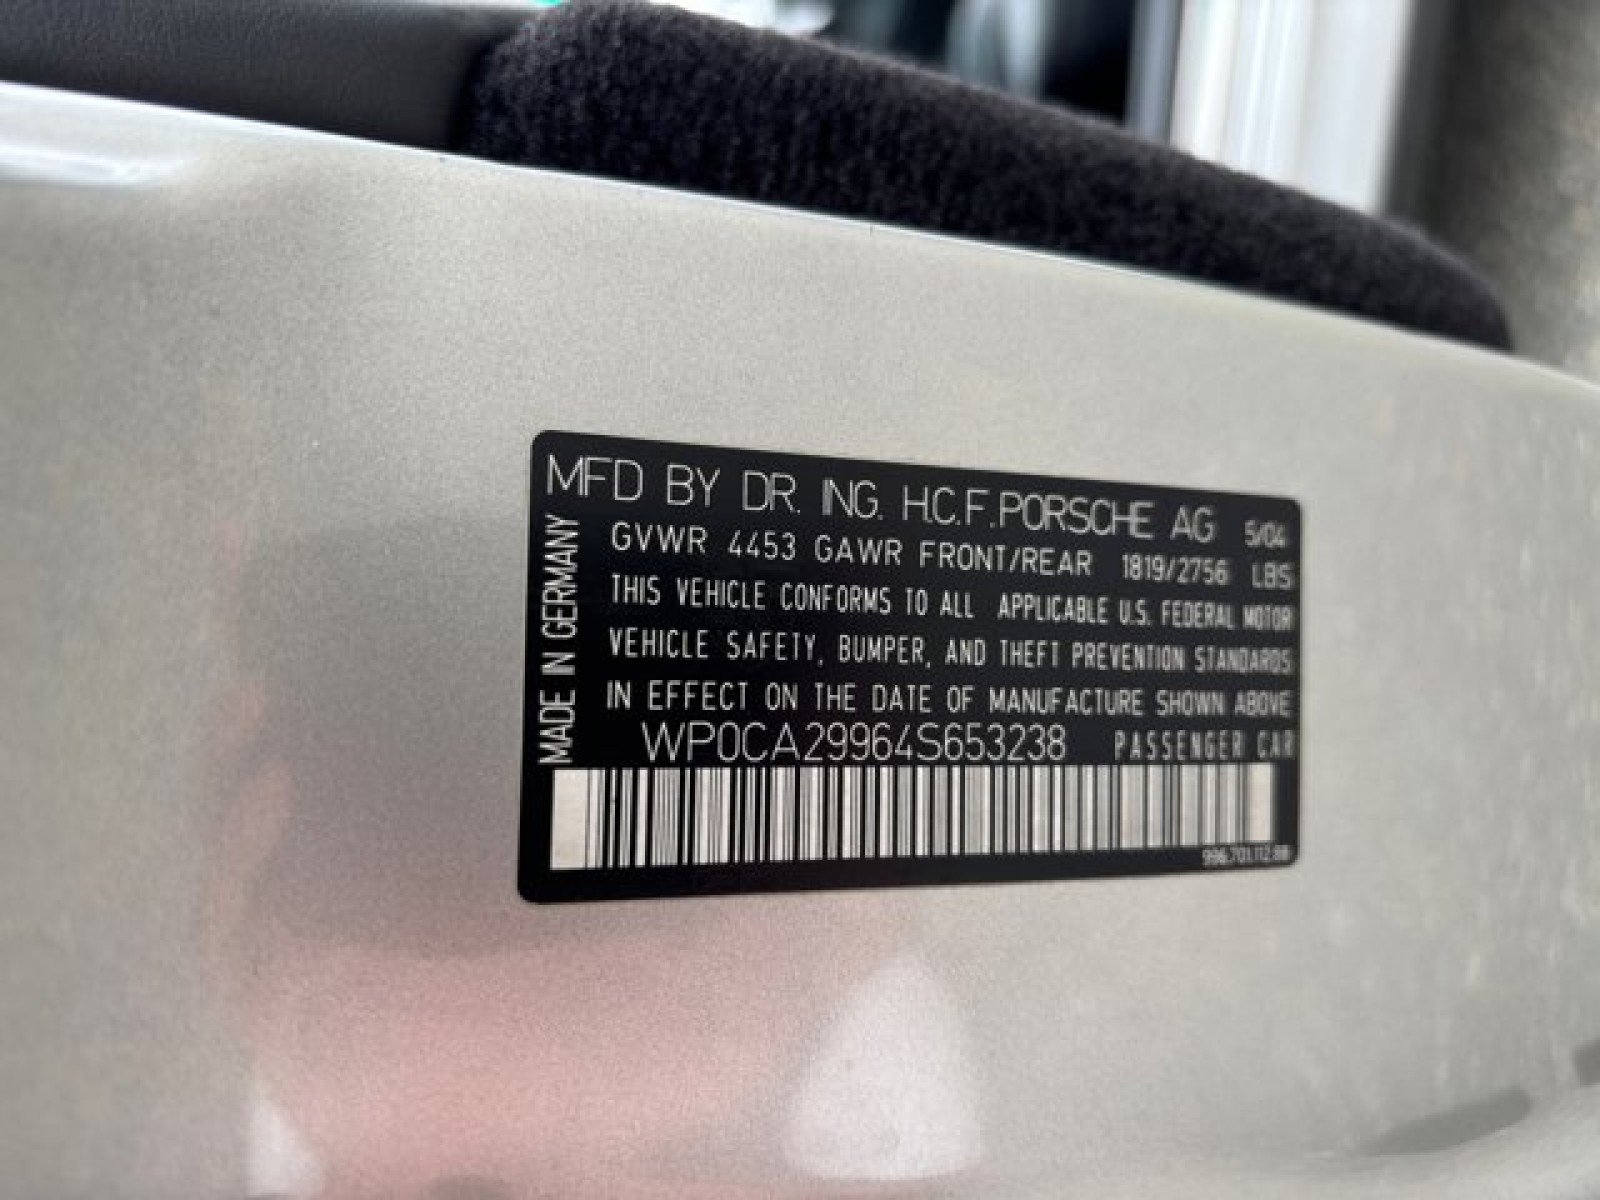 MFD BY DR. ING. H.C.F. PORSCHE AG 5/04
GVWR 4453 GAWR FRONT/REAR 1819/2756 LBS
THIS VEHICLE CONFORMS TO ALL APPLICABLE U.S. FEDERAL MOTOR
VEHICLE SAFETY, BUMPER, AND THEFT PREVENTION STANDARDS
IN EFFECT ON THE DATE OF MANUFACTURE SHOWN ABOVE
WP0CA29964S653238 PASSENGER CAR
MADE IN GERMANY